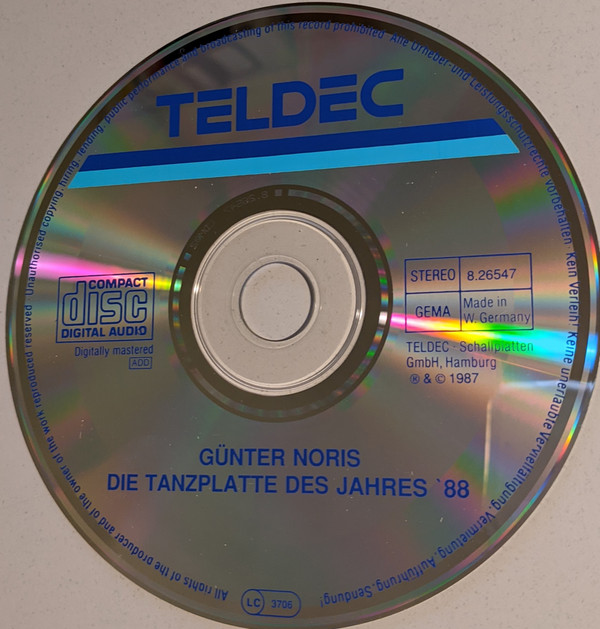 TELDEC
COMPACT
disc
DIGITAL AUDIO
Digitally mastered
ADD
STEREO 8.26547
GEMA Made in
W. Germany
TELDEC - Schallplatten
GmbH, Hamburg
℗ & © 1987
GÜNTER NORIS
DIE TANZPLATTE DES JAHRES `88
LC 3706
All rights of the producer and of the owner of the work reproduced reserved Unauthorised copying, hiring, lending, public performance and broadcasting of this record prohibited Alle Urheber- und Leistungsschutzrechte vorbehalten Kein Verleih! Keine unerlaubte Vervielfältigung, Vermietung, Aufführung, Sendung!